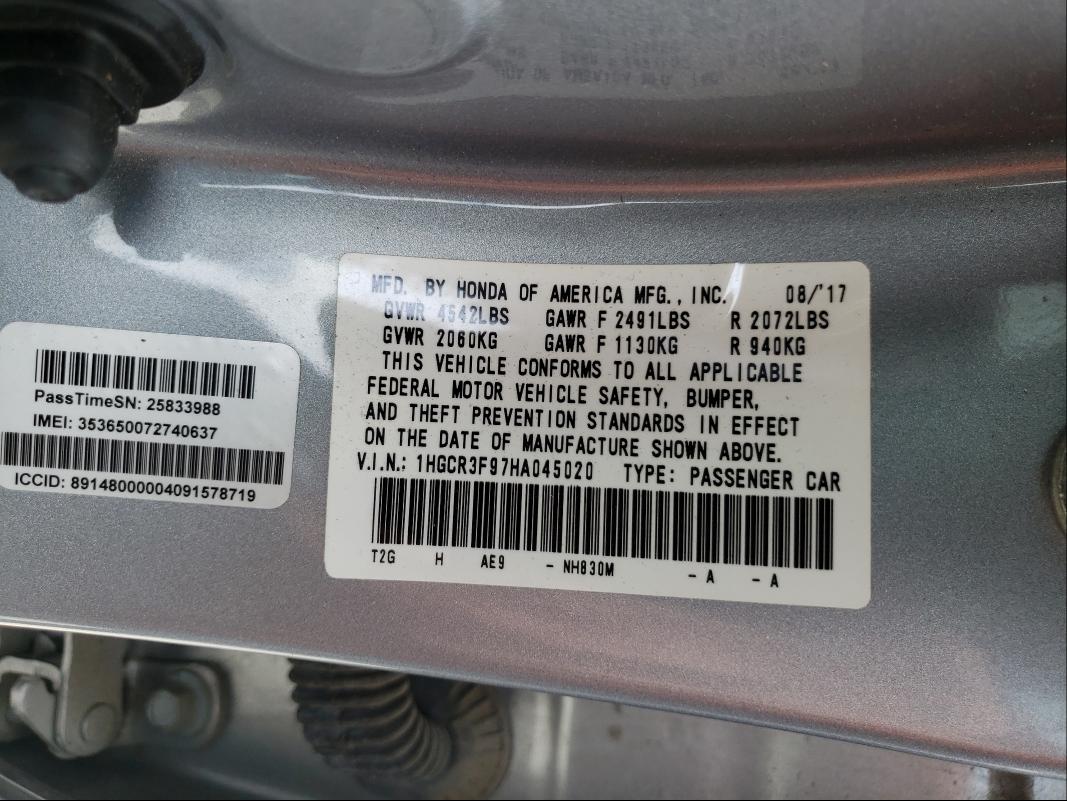 MFD. BY HONDA OF AMERICA MFG., INC. 08/'17
GVWR 4542LBS GAWR F 2491LBS R 2072LBS
GVWR 2060KG GAWR F 1130KG R 940KG
THIS VEHICLE CONFORMS TO ALL APPLICABLE
FEDERAL MOTOR VEHICLE SAFETY, BUMPER,
AND THEFT PREVENTION STANDARDS IN EFFECT
ON THE DATE OF MANUFACTURE SHOWN ABOVE.
V.I.N.: 1HGCR3F97HA045020 TYPE: PASSENGER CAR
T2G H AE9 - NH830M - A - A
PassTimeSN: 25833988
IMEI: 353650072740637
ICCID: 89148000004091578719